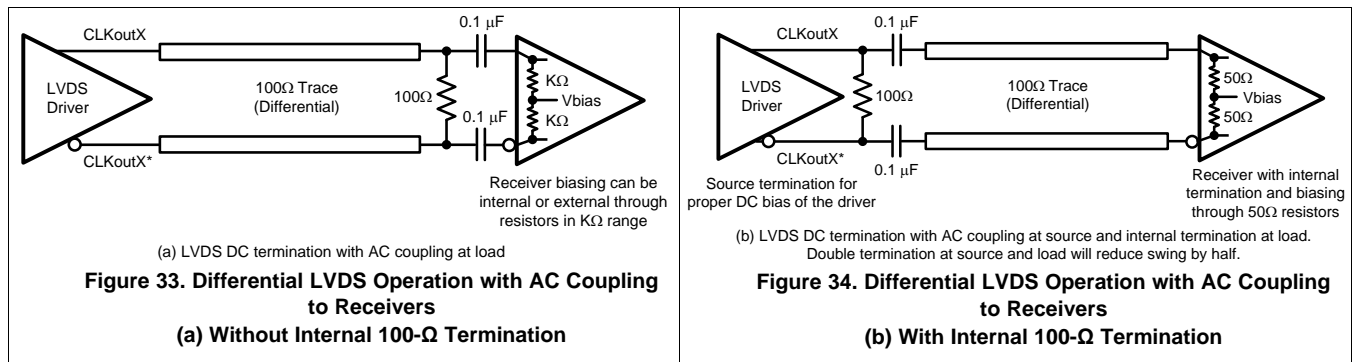 0.1 μF
CLKoutX
LVDS
Driver
100Ω Trace
(Differential)
100Ω
KΩ
Vbias
KΩ
0.1 μF
CLKoutX*
Receiver biasing can be
internal or external through
resistors in KΩ range
(a) LVDS DC termination with AC coupling at load
Figure 33. Differential LVDS Operation with AC Coupling
to Receivers
(a) Without Internal 100-Ω Termination
0.1 μF
CLKoutX
LVDS
Driver
100Ω
100Ω Trace
(Differential)
50Ω
Vbias
50Ω
CLKoutX*
0.1 μF
Source termination for
proper DC bias of the driver
Receiver with internal
termination and biasing
through 50Ω resistors
(b) LVDS DC termination with AC coupling at source and internal termination at load.
Double termination at source and load will reduce swing by half.
Figure 34. Differential LVDS Operation with AC Coupling
to Receivers
(b) With Internal 100-Ω Termination